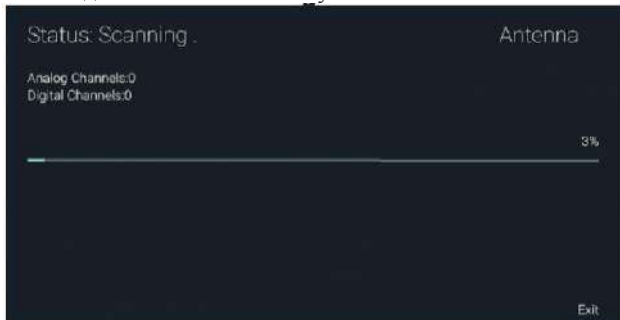 Status: Scanning .
Antenna
Analog Channels:0
Digital Channels:0
3%
Exit